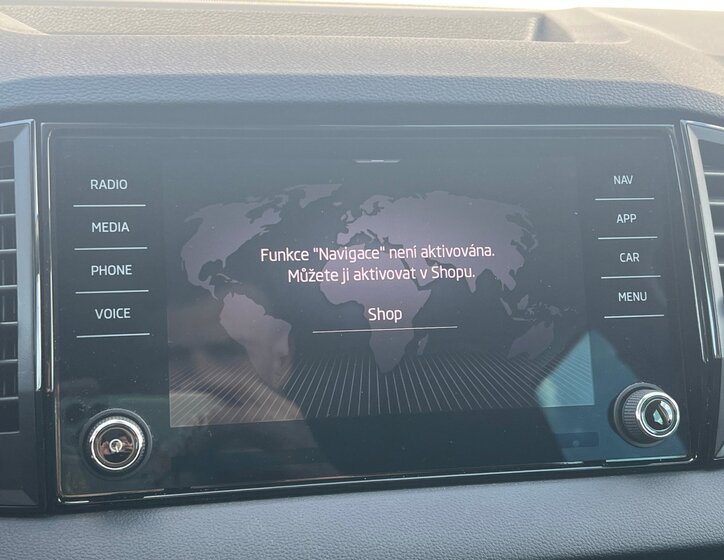 RADIO
MEDIA
PHONE
VOICE
Funkce "Navigace" není aktivována.
Můžete ji aktivovat v Shopu.
Shop
NAV
APP
CAR
MENU